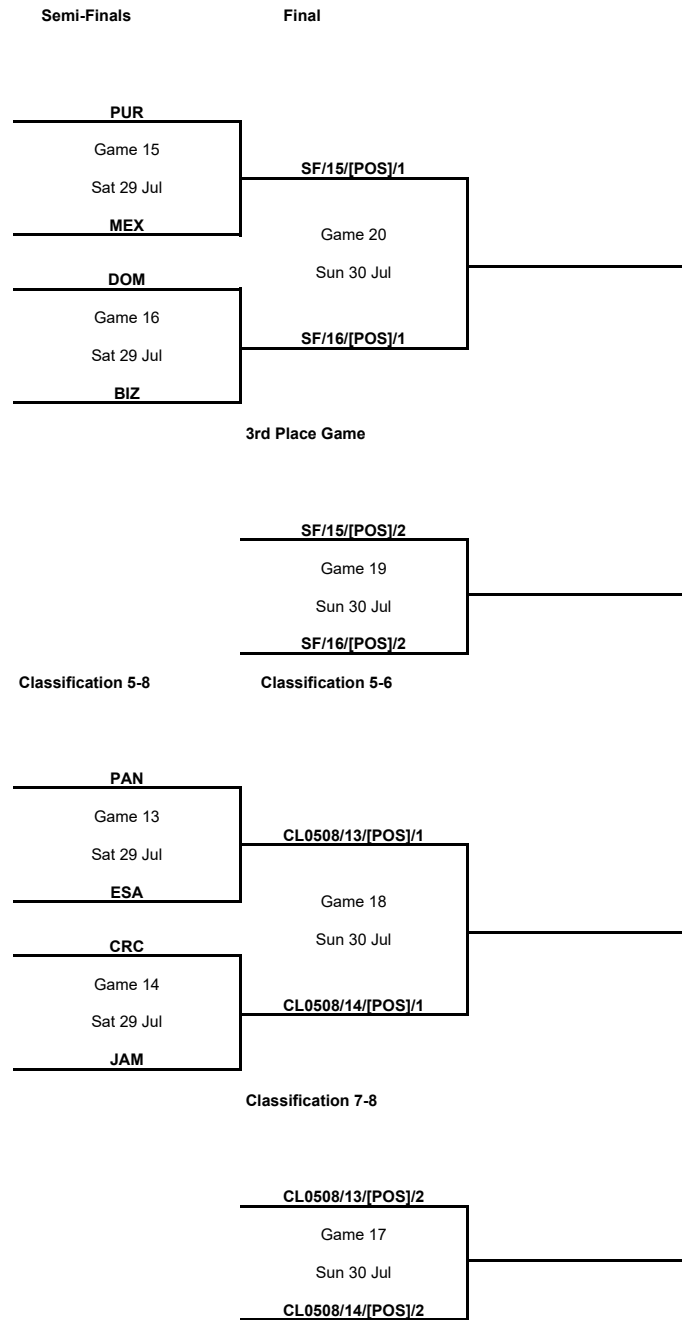 Semi-Finals Final
PUR
Game 15
SF/15/[POS]/1
Sat 29 Jul
MEX
Game 20
Sun 30 Jul
DOM
Game 16
SF/16/[POS]/1
Sat 29 Jul
BIZ
3rd Place Game
SF/15/[POS]/2
Game 19
Sun 30 Jul
SF/16/[POS]/2
Classification 5-8 Classification 5-6
PAN
Game 13
CL0508/13/[POS]/1
Sat 29 Jul
ESA
Game 18
Sun 30 Jul
CRC
Game 14
CL0508/14/[POS]/1
Sat 29 Jul
JAM
Classification 7-8
CL0508/13/[POS]/2
Game 17
Sun 30 Jul
CL0508/14/[POS]/2